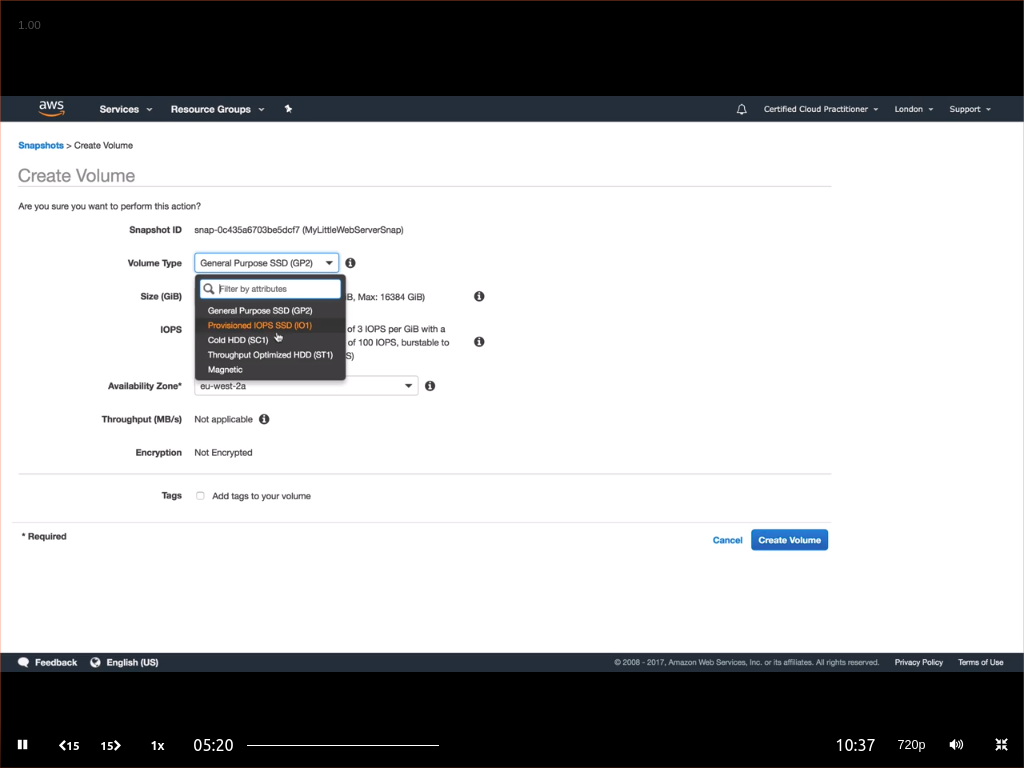 1.00
aws Services Resource Groups Certified Cloud Practitioner London Support
Snapshots > Create Volume
Create Volume
Are you sure you want to perform this action?
Snapshot ID snap-0c435a6703be5dcf7 (MyLittleWebServerSnap)
Volume Type General Purpose SSD (GP2)
Filter by attributes
Size (GiB) B, Max: 16384 GiB)
General Purpose SSD (GP2)
Provisioned IOPS SSD (IO1)
IOPS of 3 IOPS per GiB with a
Cold HDD (SC1) of 100 IOPS, burstable to
Throughput Optimized HDD (ST1) S)
Magnetic
Availability Zone* eu-west-2a
Throughput (MB/s) Not applicable
Encryption Not Encrypted
Tags Add tags to your volume
* Required
Cancel Create Volume
Feedback English (US) © 2008 - 2017, Amazon Web Services, Inc. or its affiliates. All rights reserved. Privacy Policy Terms of Use
15 15 1x 05:20 10:37 720p